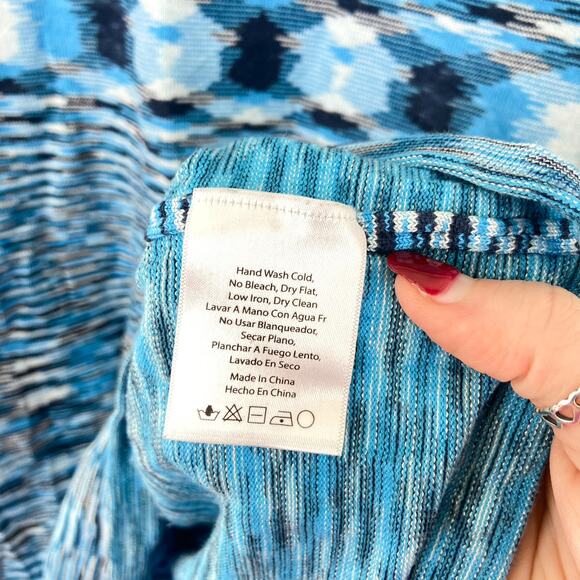 Hand Wash Cold,
No Bleach, Dry Flat,
Low Iron, Dry Clean
Lavar A Mano Con Agua Fr
No Usar Blanqueador,
Secar Plano,
Planchar A Fuego Lento,
Lavado En Seco
Made In China
Hecho En China